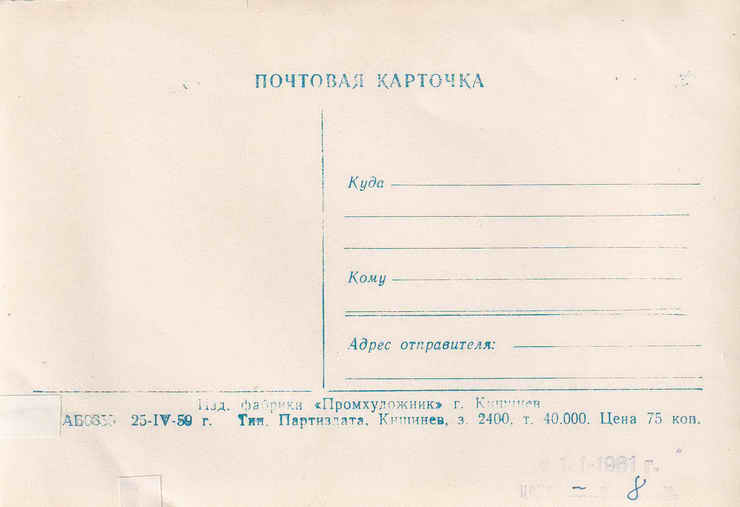 ПОЧТОВАЯ КАРТОЧКА
Куда
Кому
Адрес отправителя:
Изд. фабрики «Промхудожник» г. Кишинев
25-IV-59 г. Тип. Партиздата, Кишинев, з. 2400, т. 40.000. Цена 75 коп.
1-1961 г.
- 8